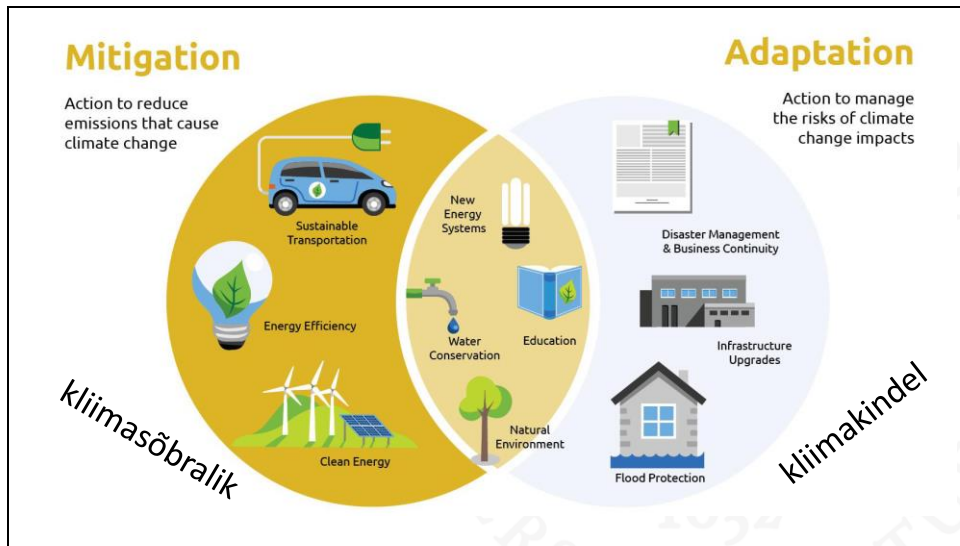 Mitigation
Action to reduce
emissions that cause
climate change
Adaptation
Action to manage
the risks of climate
change impacts
Sustainable
Transportation
Energy Efficiency
Clean Energy
New
Energy
Systems
Water
Conservation
Education
Natural
Environment
Disaster Management
& Business Continuity
Infrastructure
Upgrades
Flood Protection
kliimasõbralik
kliimakindel